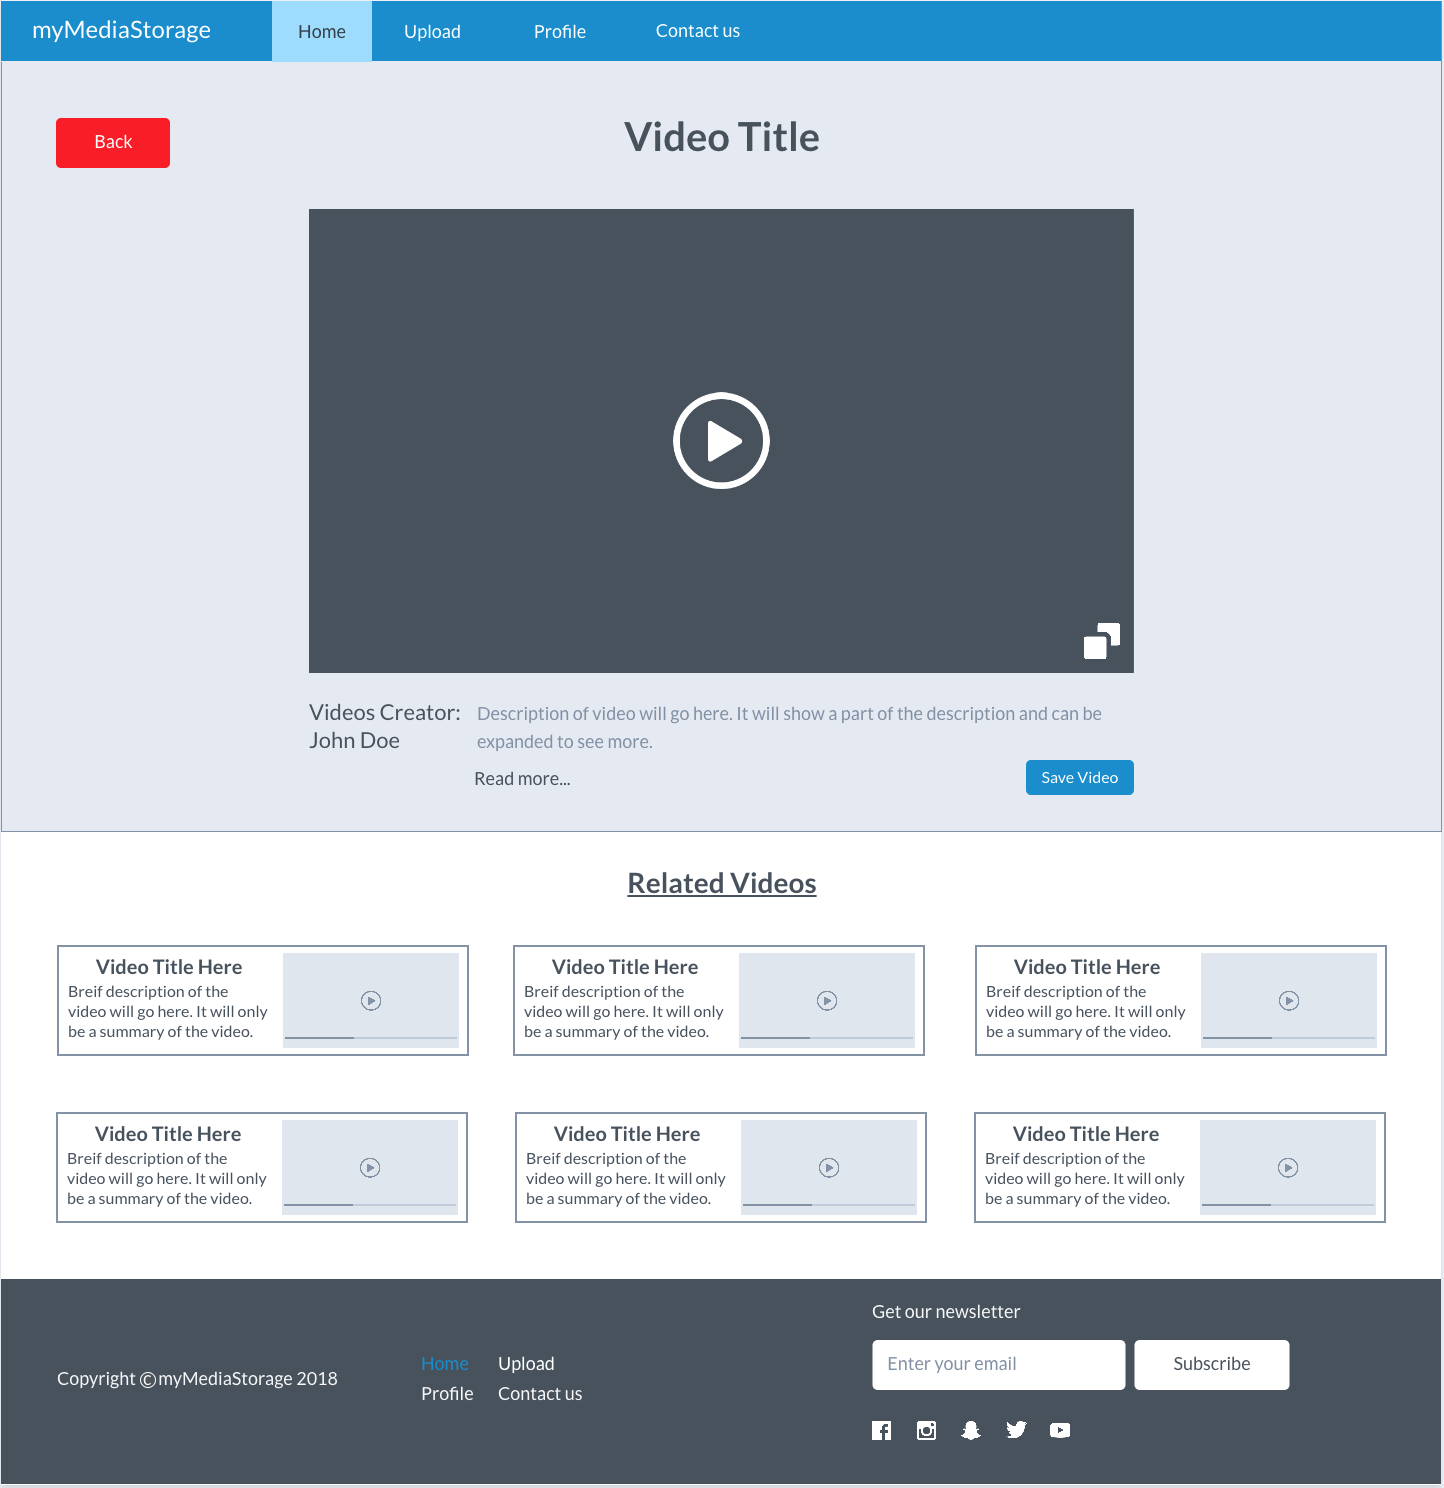 myMediaStorage
Home
Upload
Profile
Contact us
Back
Video Title
Videos Creator:
John Doe
Description of video will go here. It will show a part of the description and can be
expanded to see more.
Read more...
Save Video
Related Videos
Video Title Here
Breif description of the
video will go here. It will only
be a summary of the video.
Video Title Here
Breif description of the
video will go here. It will only
be a summary of the video.
Video Title Here
Breif description of the
video will go here. It will only
be a summary of the video.
Video Title Here
Breif description of the
video will go here. It will only
be a summary of the video.
Video Title Here
Breif description of the
video will go here. It will only
be a summary of the video.
Video Title Here
Breif description of the
video will go here. It will only
be a summary of the video.
Copyright ©myMediaStorage 2018
Home
Upload
Profile
Contact us
Get our newsletter
Enter your email
Subscribe